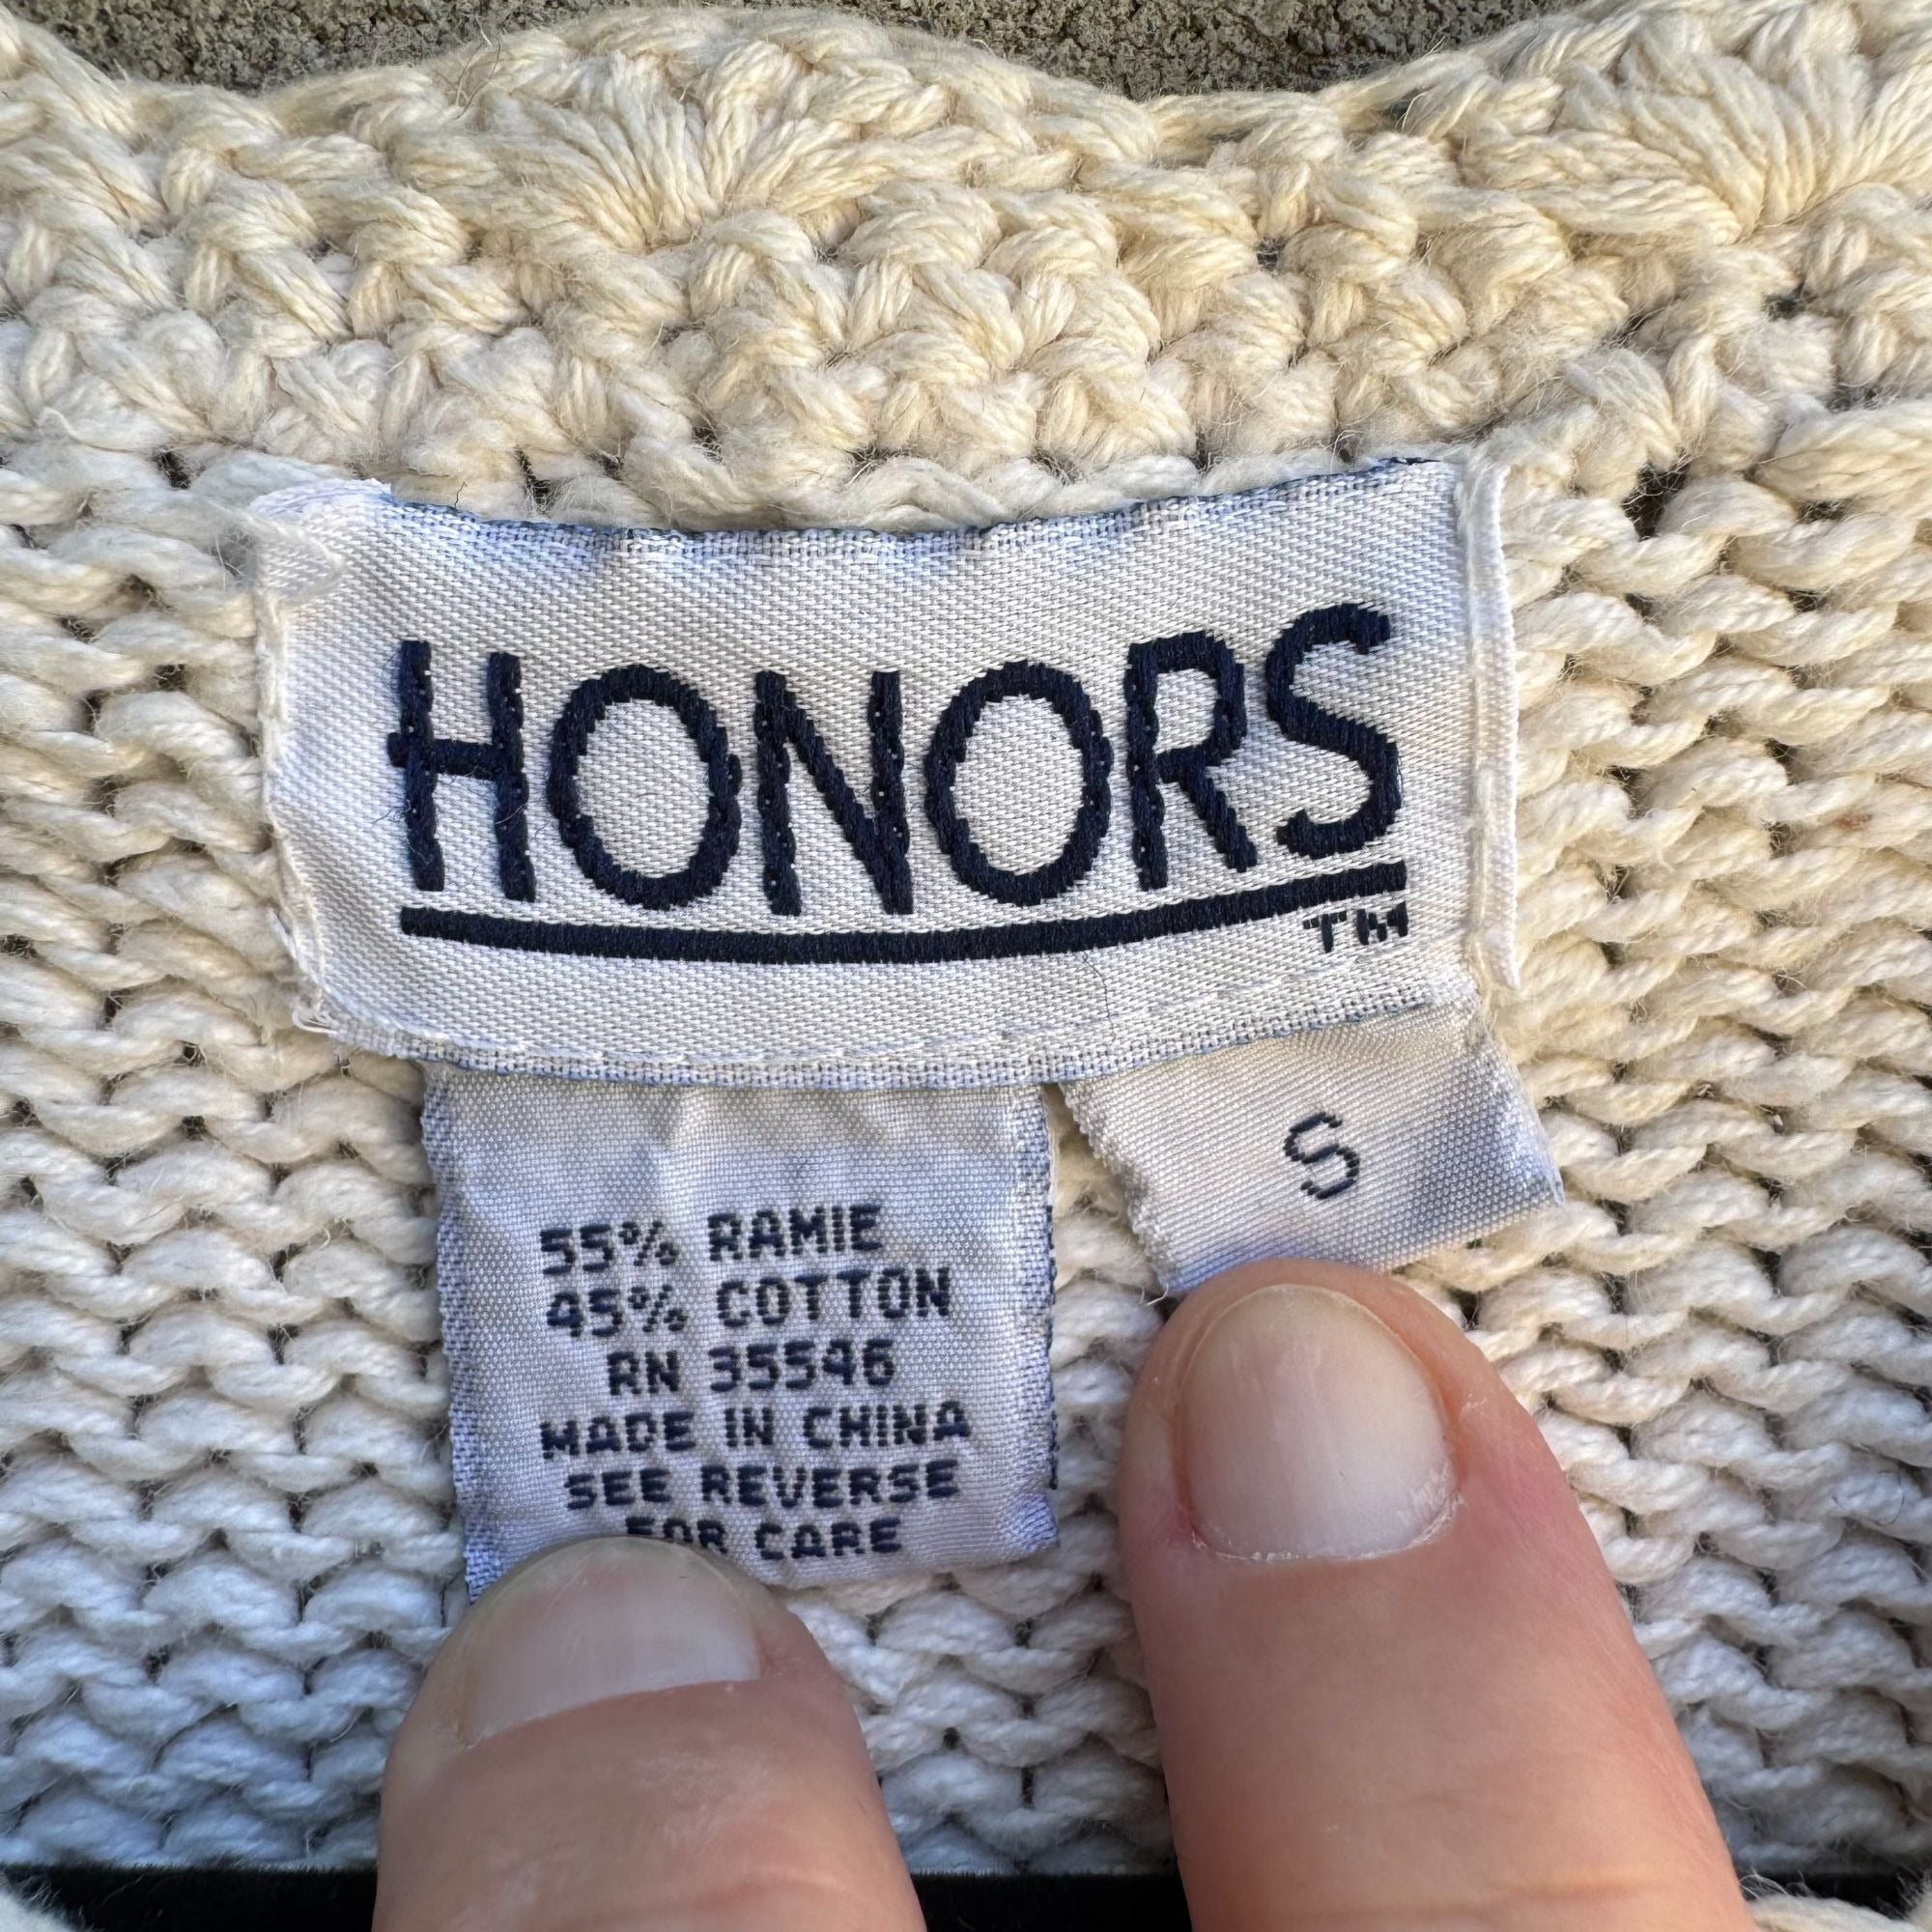 HONORS
TM
S
55% RAMIE
45% COTTON
RN 35546
MADE IN CHINA
SEE REVERSE
FOR CARE